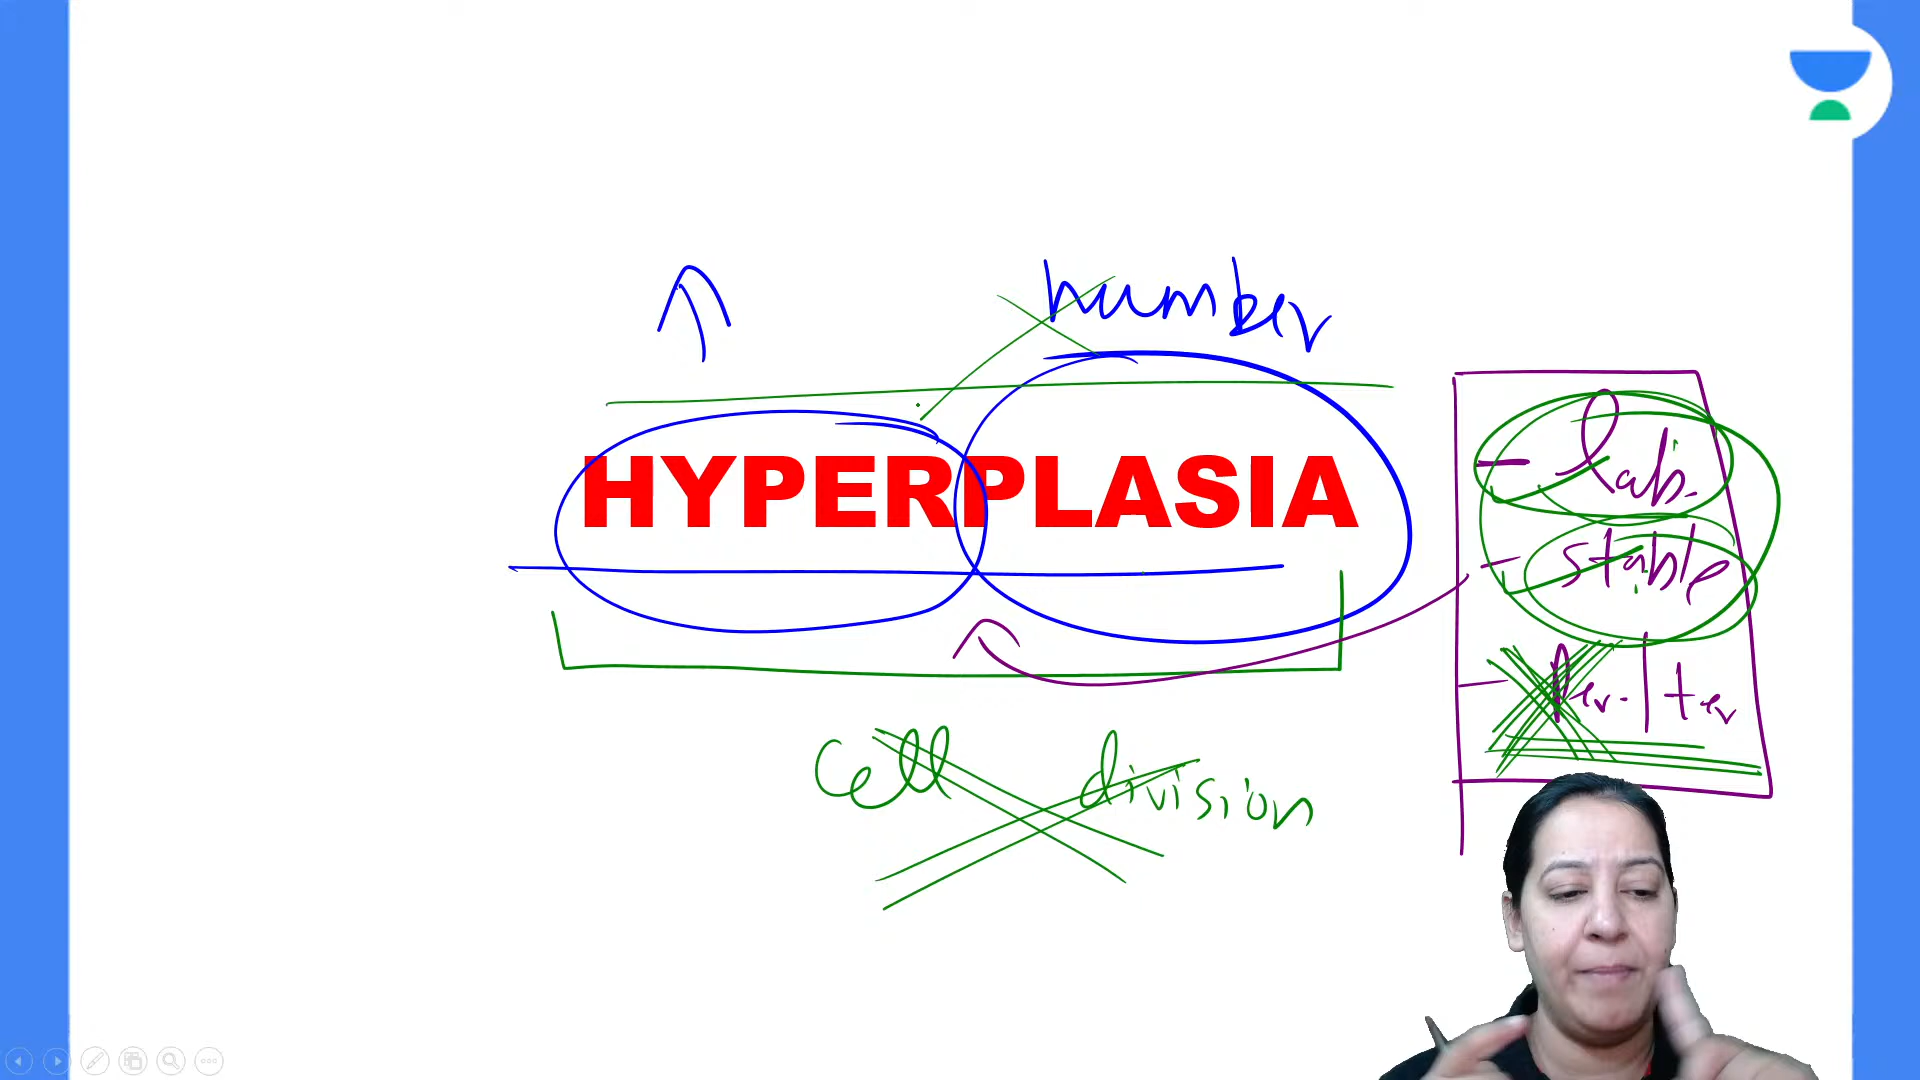 ↑ number
HYPERPLASIA
- lab.
- stable
- Per. | ter
Cell division